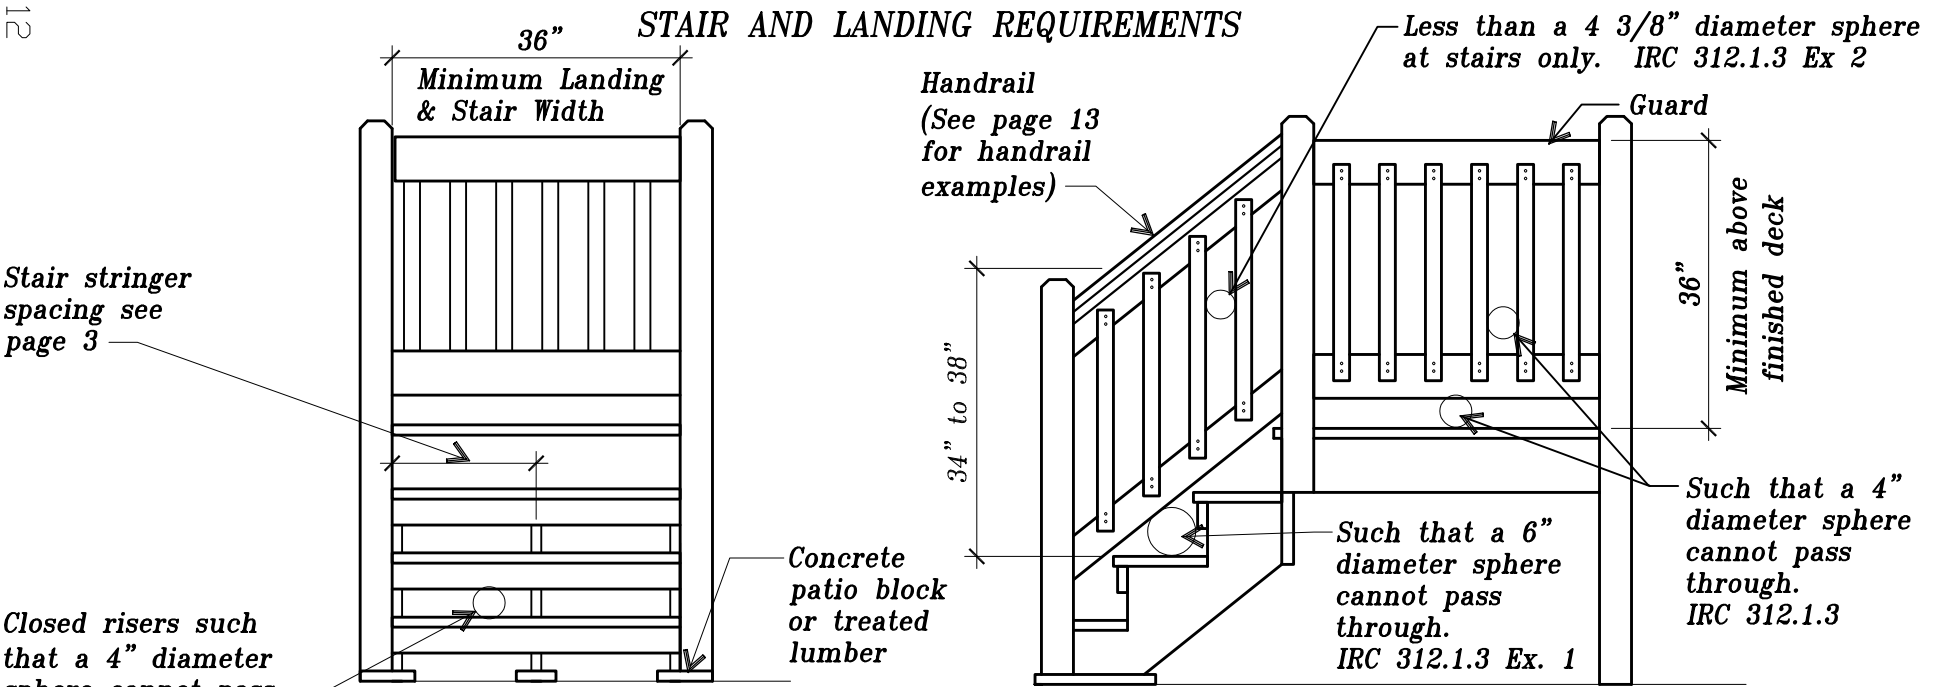 12
STAIR AND LANDING REQUIREMENTS
36"
Minimum Landing
& Stair Width
Stair stringer
spacing see
page 3
Closed risers such
that a 4" diameter
sphere cannot pass
Concrete
patio block
or treated
lumber
Handrail
(See page 13
for handrail
examples)
34" to 38"
Less than a 4 3/8" diameter sphere
at stairs only. IRC 312.1.3 Ex 2
Guard
36"
Minimum above
finished deck
Such that a 6"
diameter sphere
cannot pass
through.
IRC 312.1.3 Ex. 1
Such that a 4"
diameter sphere
cannot pass
through.
IRC 312.1.3